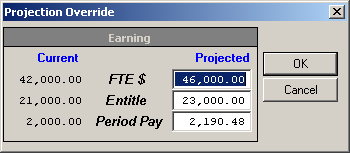 Projection Override
Earning
Current Projected
42,000.00 FTE $ 46,000.00
OK
21,000.00 Entitle 23,000.00
Cancel
2,000.00 Period Pay 2,190.48